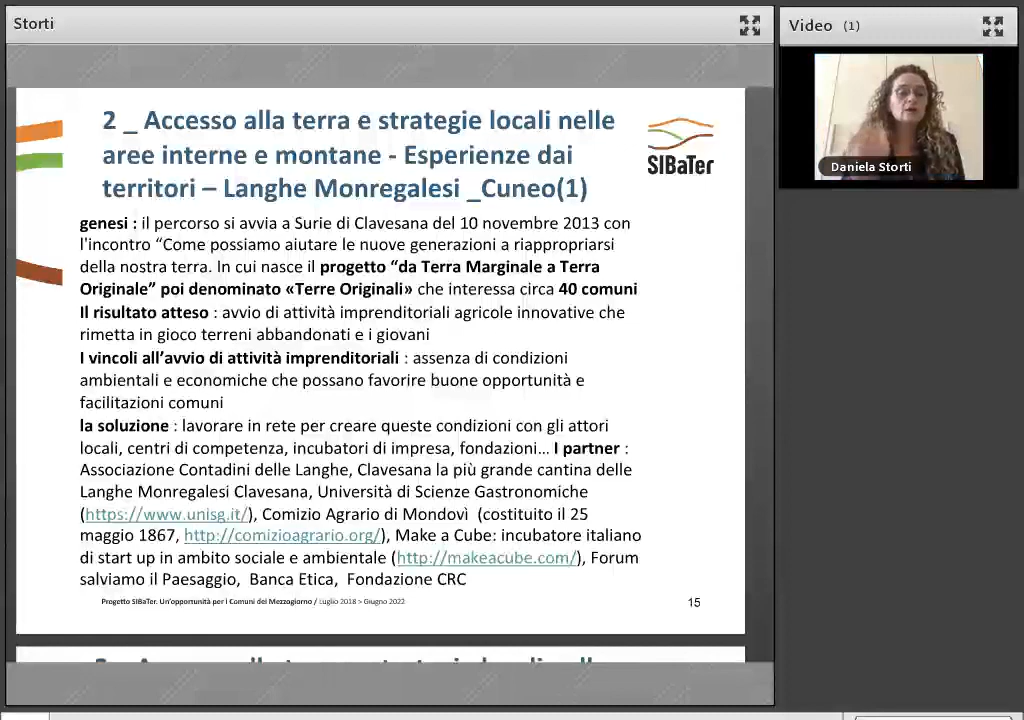 Storti
Video (1)
Daniela Storti
2 _ Accesso alla terra e strategie locali nelle
aree interne e montane - Esperienze dai
territori – Langhe Monregalesi _Cuneo(1)
SIBaTer
genesi : il percorso si avvia a Surie di Clavesana del 10 novembre 2013 con
l'incontro “Come possiamo aiutare le nuove generazioni a riappropriarsi
della nostra terra. In cui nasce il progetto “da Terra Marginale a Terra
Originale” poi denominato «Terre Originali» che interessa circa 40 comuni
Il risultato atteso : avvio di attività imprenditoriali agricole innovative che
rimetta in gioco terreni abbandonati e i giovani
I vincoli all’avvio di attività imprenditoriali : assenza di condizioni
ambientali e economiche che possano favorire buone opportunità e
facilitazioni comuni
la soluzione : lavorare in rete per creare queste condizioni con gli attori
locali, centri di competenza, incubatori di impresa, fondazioni... I partner :
Associazione Contadini delle Langhe, Clavesana la più grande cantina delle
Langhe Monregalesi Clavesana, Università di Scienze Gastronomiche
(https://www.unisg.it/), Comizio Agrario di Mondovì (costituito il 25
maggio 1867, http://comizioagrario.org/), Make a Cube: incubatore italiano
di start up in ambito sociale e ambientale (http://makeacube.com/), Forum
salviamo il Paesaggio, Banca Etica, Fondazione CRC
Progetto SIBaTer. Un'opportunità per i Comuni del Mezzogiorno / Luglio 2018 > Giugno 2022
15